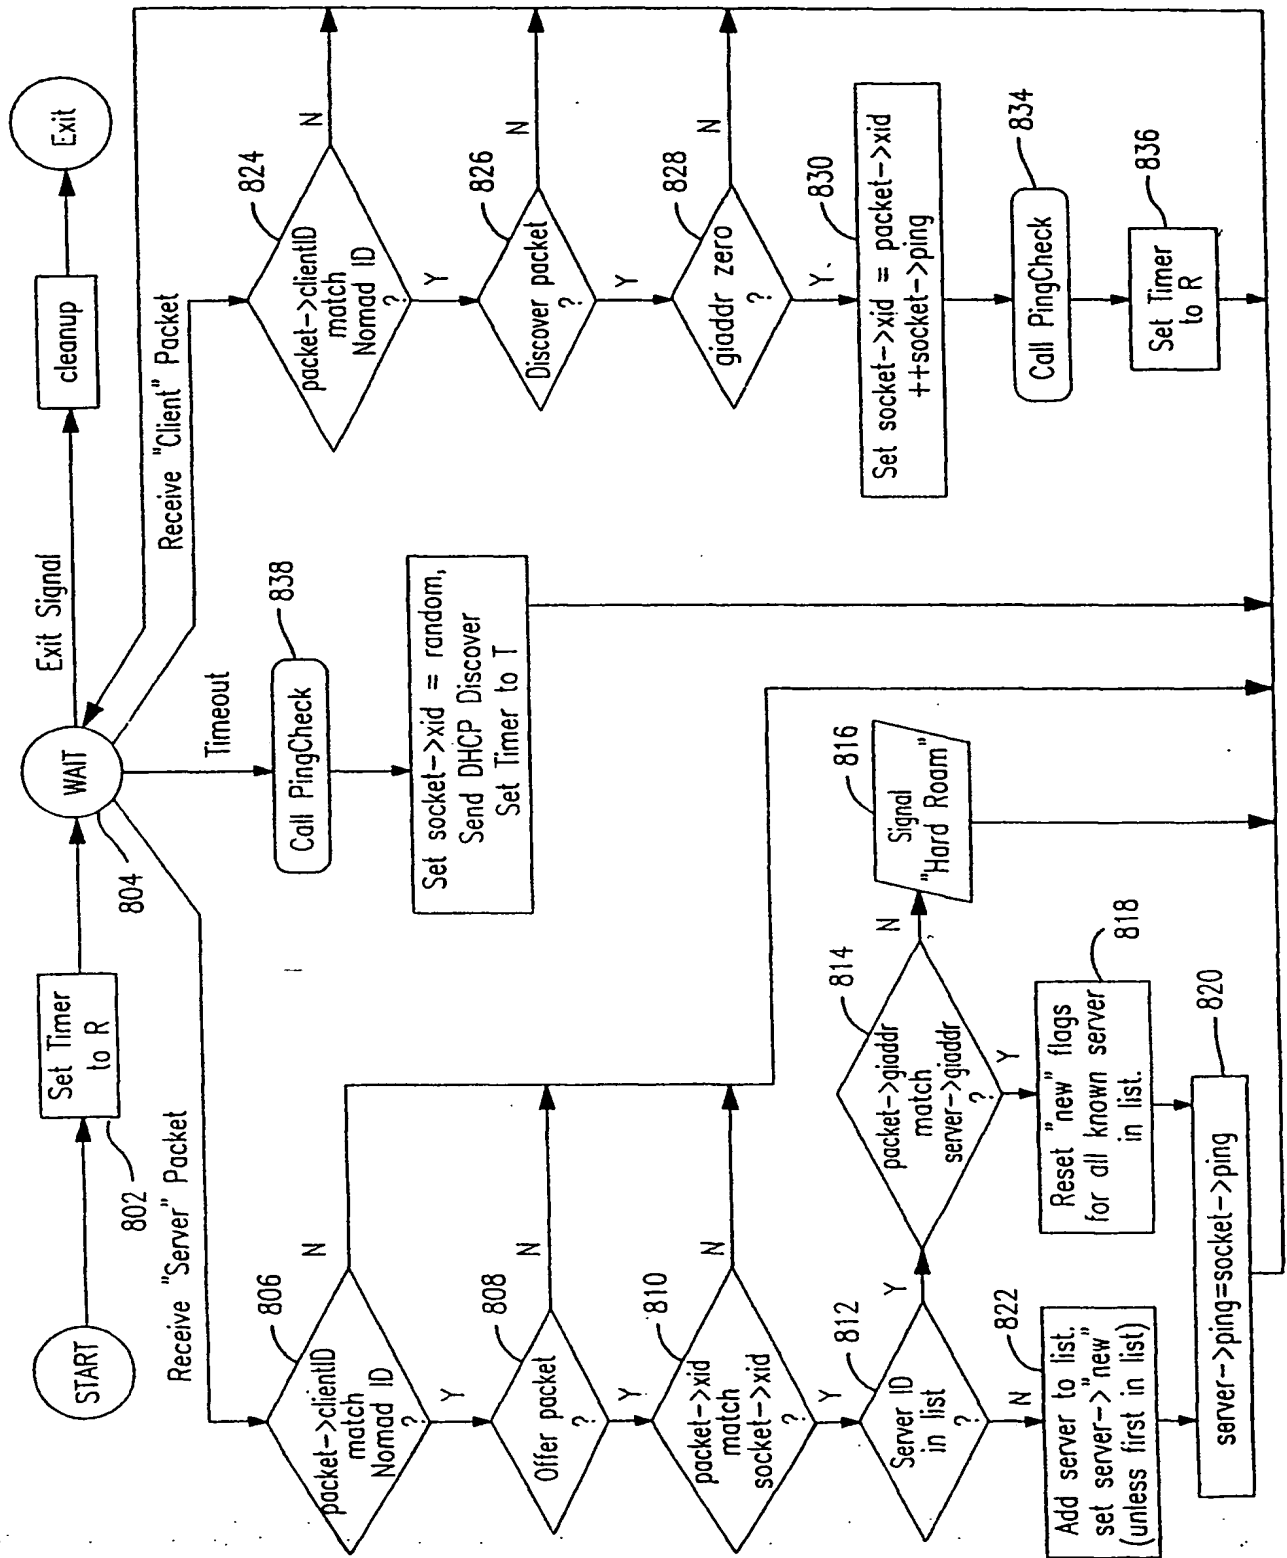 START
Set Timer
to R
802
WAIT
804
Exit Signal
cleanup
Exit
Receive "Server" Packet
Timeout
Receive "Client" Packet
packet->clientID
match
Nomad ID
?
806
N
Y
Offer packet
?
808
N
Y
packet->xid
match
socket->xid
?
810
N
Y
Server ID
in list
?
812
Y
N
packet->giaddr
match
server->giaddr
?
814
N
Y
Signal
"Hard Roam"
816
Reset "new" flags
for all known server
in list.
818
Add server to list.
set server->"new"
(unless first in list)
822
server->ping=socket->ping
820
Call PingCheck
838
Set socket->xid = random,
Send DHCP Discover
Set Timer to T
packet->clientID
match
Nomad ID
?
824
N
Y
Discover packet
?
826
N
Y
giaddr zero
?
828
N
Y
Set socket->xid = packet->xid
++socket->ping
830
Call PingCheck
834
Set Timer
to R
836